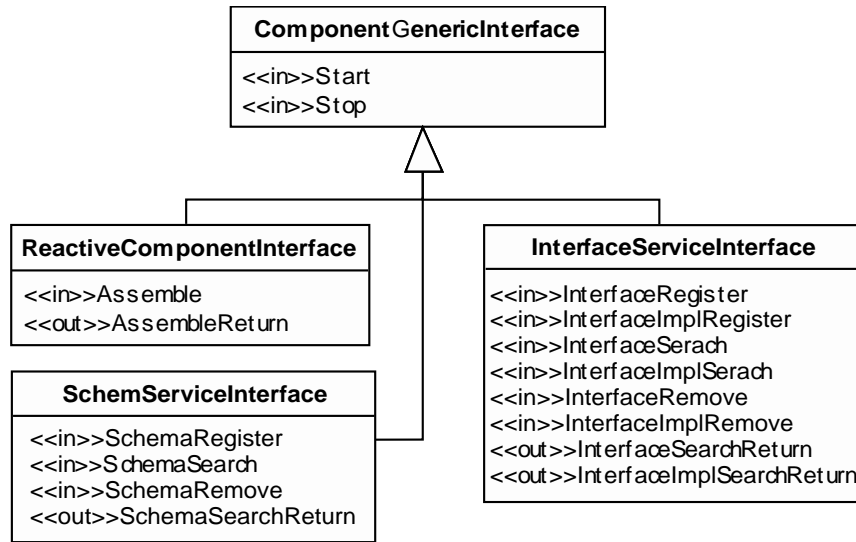 ComponentGenericInterface
<<in>>Start
<<in>>Stop
ReactiveComponentInterface
<<in>>Assemble
<<out>>AssembleReturn
InterfaceServiceInterface
<<in>>InterfaceRegister
<<in>>InterfaceImplRegister
<<in>>InterfaceSerach
<<in>>InterfaceImplSerach
<<in>>InterfaceRemove
<<in>>InterfaceImplRemove
<<out>>InterfaceSearchReturn
<<out>>InterfaceImplSearchReturn
SchemServiceInterface
<<in>>SchemaRegister
<<in>>SchemaSearch
<<in>>SchemaRemove
<<out>>SchemaSearchReturn